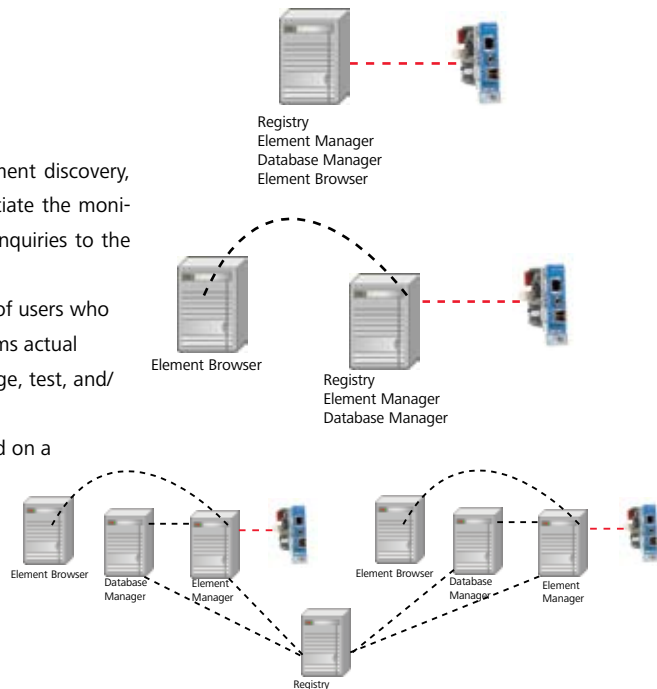 Registry
Element Manager
Database Manager
Element Browser
ment discovery,
tiate the moni-
nquiries to the
of users who
ms actual
ge, test, and/
d on a
Element Browser
Registry
Element Manager
Database Manager
Element Browser
Database
Manager
Element
Manager
Element Browser
Database
Manager
Element
Manager
Registry